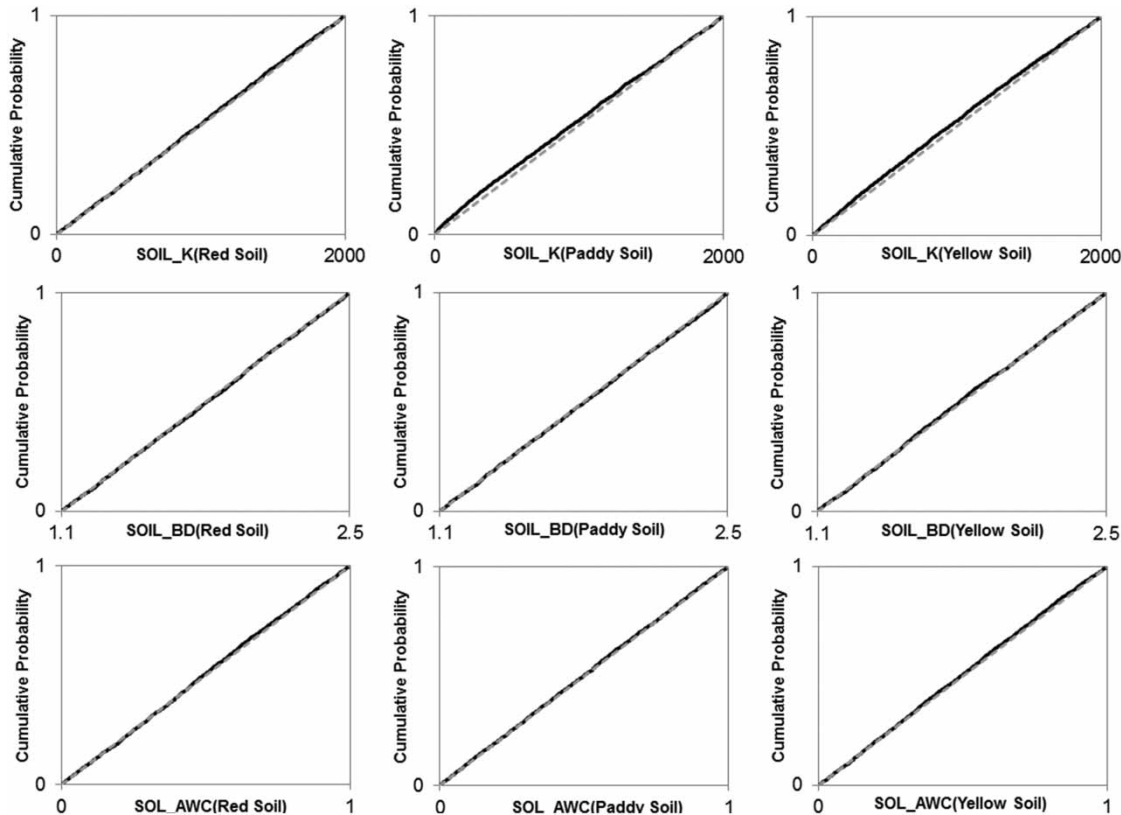 Cumulative Probability
1
0
0
SOIL_K(Red Soil)
2000
Cumulative Probability
1
0
0
SOIL_K(Paddy Soil)
2000
Cumulative Probability
1
0
0
SOIL_K(Yellow Soil)
2000
Cumulative Probability
1
0
1.1
SOIL_BD(Red Soil)
2.5
Cumulative Probability
1
0
1.1
SOIL_BD(Paddy Soil)
2.5
Cumulative Probability
1
0
1.1
SOIL_BD(Yellow Soil)
2.5
Cumulative Probability
1
0
0
SOL_AWC(Red Soil)
1
Cumulative Probability
1
0
0
SOL_AWC(Paddy Soil)
1
Cumulative Probability
1
0
0
SOL_AWC(Yellow Soil)
1